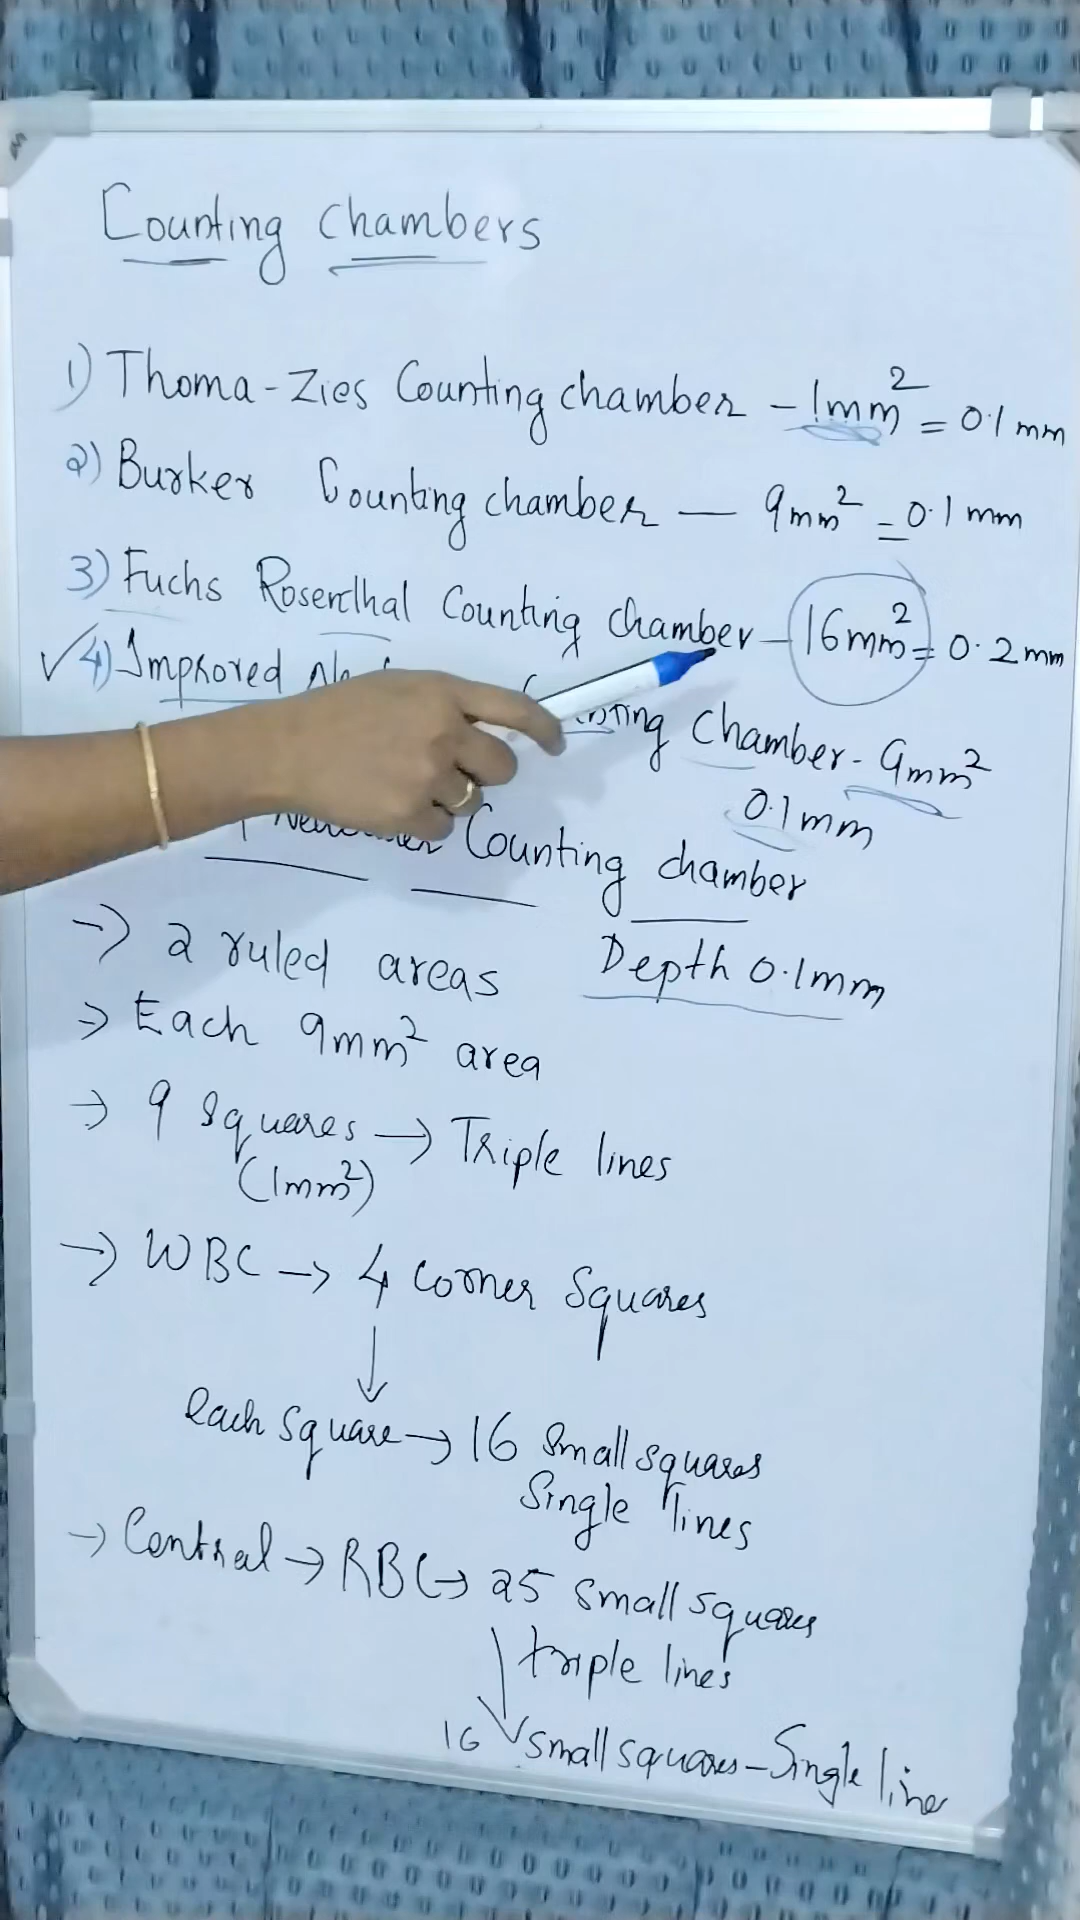 Counting chambers
1) Thoma-Zies Counting chamber - 1mm² = 0.1 mm
2) Burker Counting chamber — 9mm² = 0.1 mm
3) Fuchs Rosenthal Counting chamber - 16mm² = 0.2 mm
✓4) Improved Counting Chamber - 9mm²
0.1 mm
Counting chamber
→ 2 ruled areas Depth 0.1mm
→ Each 9mm² area
→ 9 squares → Triple lines
(1mm²)
→ WBC → 4 corner Squares
↓
each square → 16 small squares
Single lines
→ Central → RBC → 25 small squares
triple lines
16 small squares - Single line